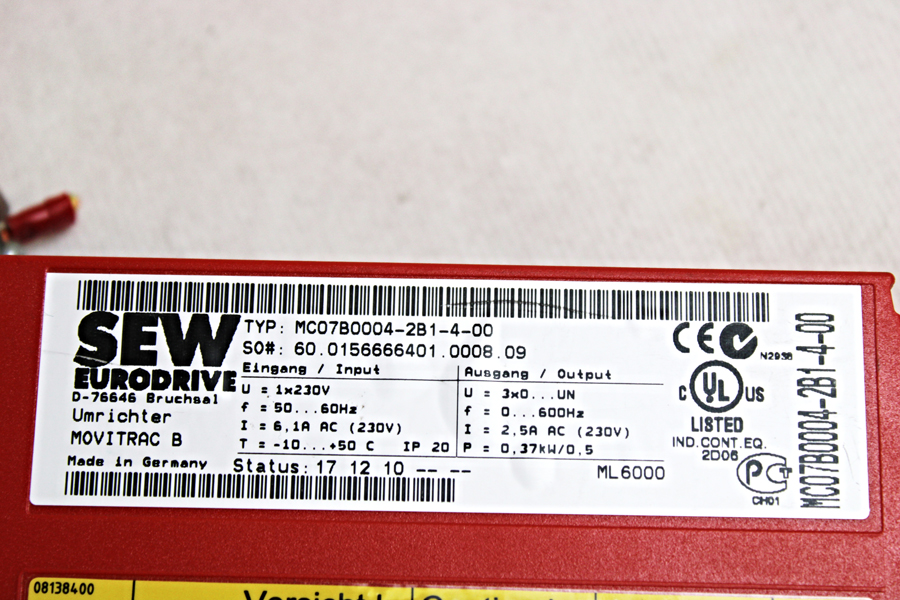 SEW
EURODRIVE
D-76646 Bruchsal
Umrichter
MOVITRAC B
Made in Germany
TYP: MC07B0004-2B1-4-00
SO#: 60.0156666401.0008.09
Eingang / Input
U = 1x230V
f = 50...60Hz
I = 6,1A AC (230V)
T = -10...+50 C IP 20
Ausgang / Output
U = 3x0...UN
f = 0...600Hz
I = 2,5A AC (230V)
P = 0,37kW/0,5
Status: 17 12 10 -- --
ML6000
CE
N2936
C UL US
LISTED
IND.CONT.EQ.
2D06
PCT
CH01
MC07B0004-2B1-4-00
08138400